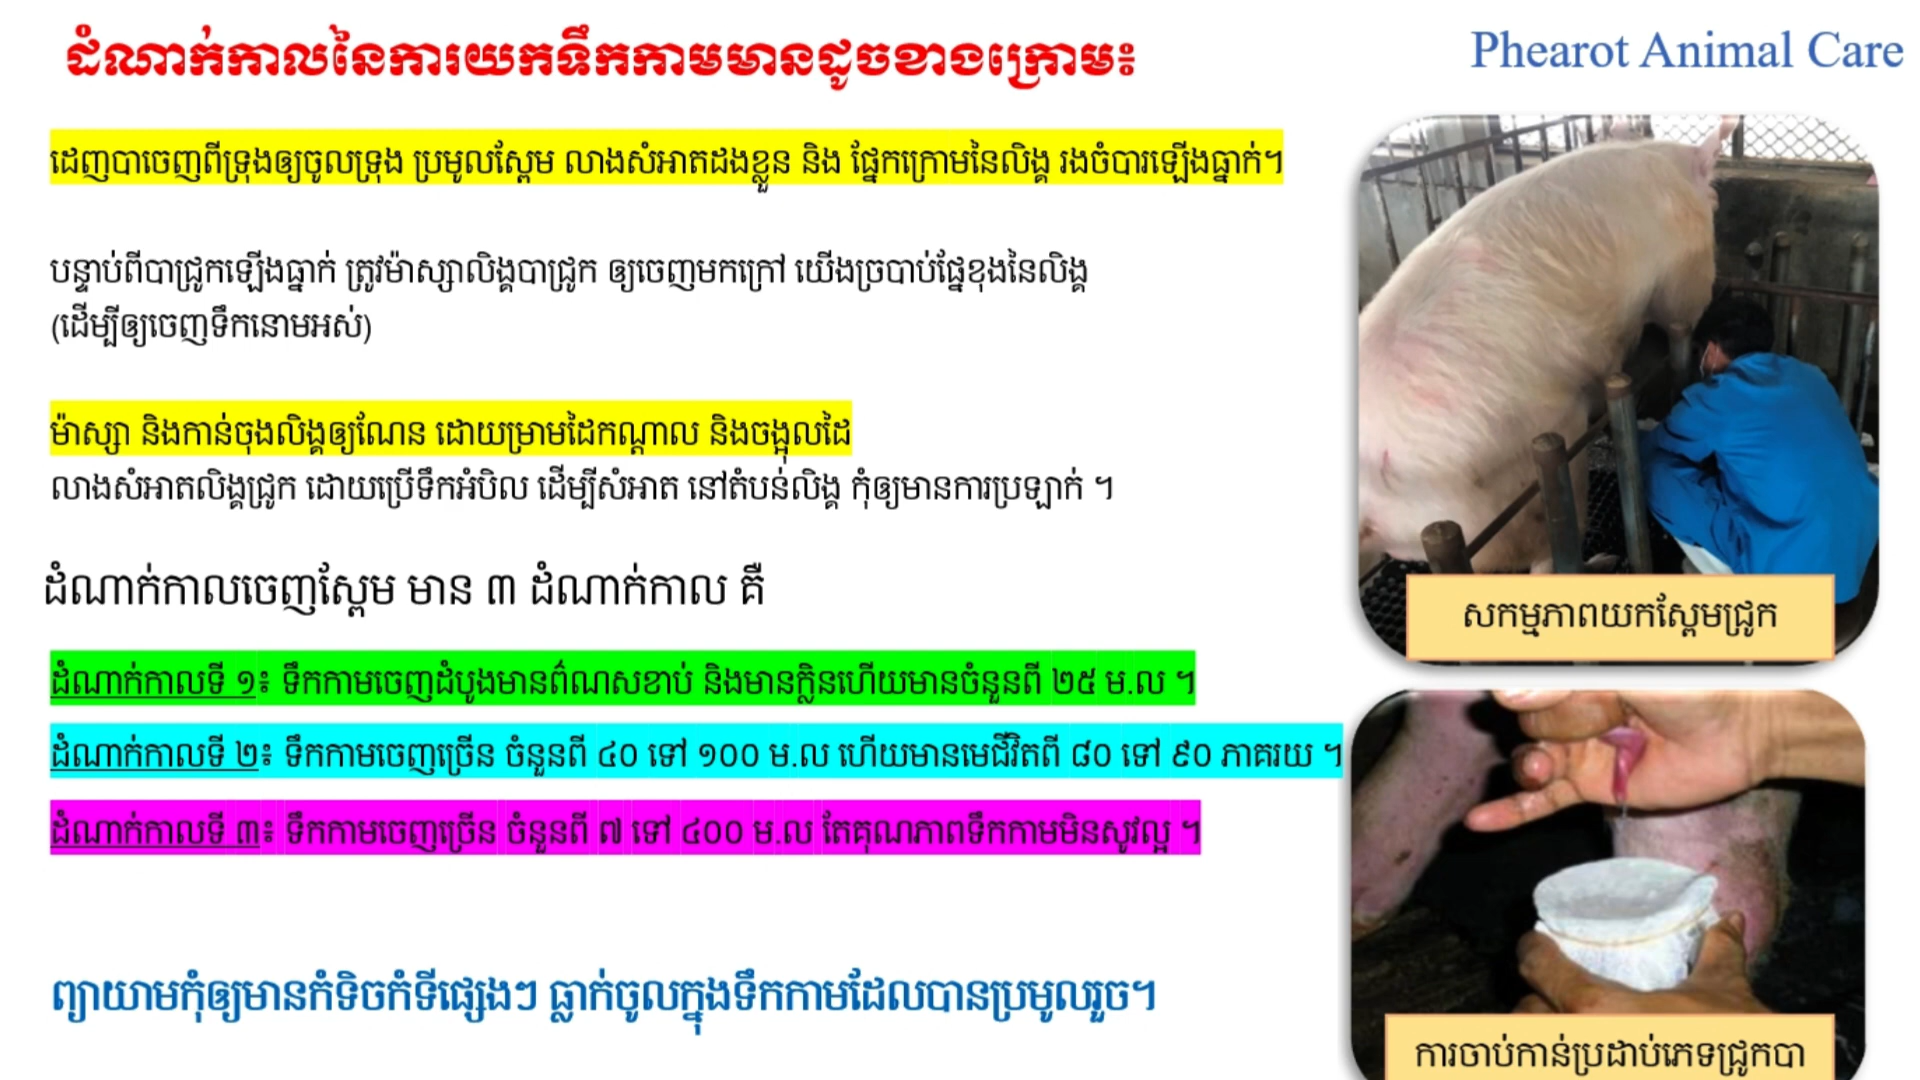 ដំណាក់កាលនៃការយកទឹកកាមមានដូចខាងក្រោម៖
Phearot Animal Care
ដេញបាចេញពីទ្រុងឲ្យចូលទ្រុង ប្រមូលស្ពែម លាងសំអាតដងខ្លួន និង ផ្នែកក្រោមនៃលិង្គ រងចំបារឡើងធ្នាក់។
បន្ទាប់ពីបាជ្រូកឡើងធ្នាក់ ត្រូវម៉ាស្សាលិង្គបាជ្រូក ឲ្យចេញមកក្រៅ យើងច្របាប់ផ្នែខុងនៃលិង្គ
(ដើម្បីឲ្យចេញទឹកនោមអស់)
ម៉ាស្សា និងកាន់ចុងលិង្គឲ្យណែន ដោយម្រាមដៃកណ្តាល និងចង្អុលដៃ
លាងសំអាតលិង្គជ្រូក ដោយប្រើទឹកអំបិល ដើម្បីសំអាត នៅតំបន់លិង្គ កុំឲ្យមានការប្រឡាក់ ។
ដំណាក់កាលចេញស្ពែម មាន ៣ ដំណាក់កាល គឺ
ដំណាក់កាលទី ១៖ ទឹកកាមចេញដំបូងមានព៌ណសខាប់ និងមានក្លិនហើយមានចំនួនពី ២៥ ម.ល ។
ដំណាក់កាលទី ២៖ ទឹកកាមចេញច្រើន ចំនួនពី ៤០ ទៅ ១០០ ម.ល ហើយមានមេជីវិតពី ៨០ ទៅ ៩០ ភាគរយ ។
ដំណាក់កាលទី ៣៖ ទឹកកាមចេញច្រើន ចំនួនពី ៧ ទៅ ៤០០ ម.ល តែគុណភាពទឹកកាមមិនសូវល្អ ។
ព្យាយាមកុំឲ្យមានកំទិចកំទីផ្សេងៗ ធ្លាក់ចូលក្នុងទឹកកាមដែលបានប្រមូលរួច។
សកម្មភាពយកស្ពែមជ្រូក
ការចាប់កាន់ប្រដាប់ភេទជ្រូកបា